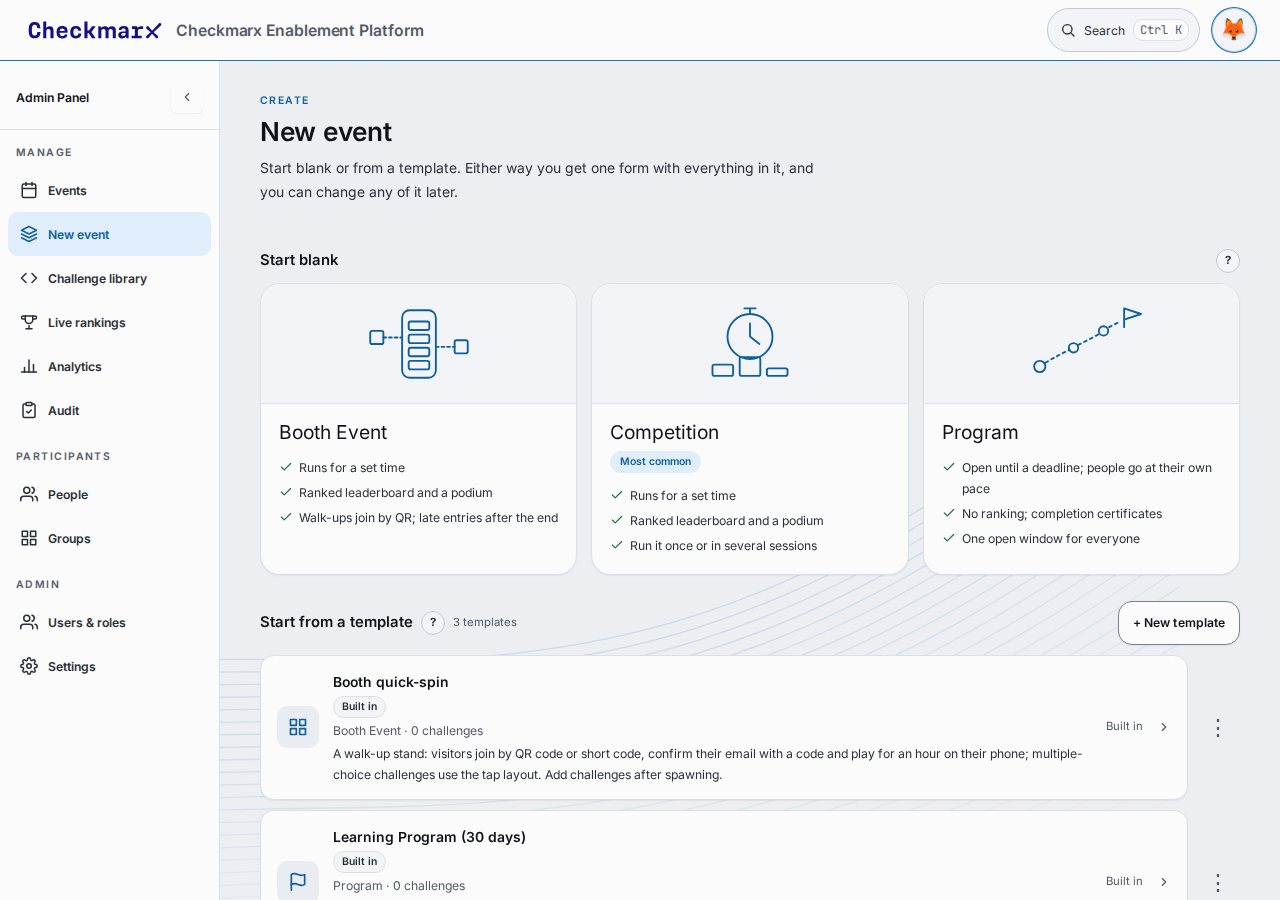 Checkmarx
Checkmarx Enablement Platform
Search
Ctrl K
Admin Panel
MANAGE
Events
New event
Challenge library
Live rankings
Analytics
Audit
PARTICIPANTS
People
Groups
ADMIN
Users & roles
Settings
CREATE
New event
Start blank or from a template. Either way you get one form with everything in it, and
you can change any of it later.
Start blank
?
Booth Event
Runs for a set time
Ranked leaderboard and a podium
Walk-ups join by QR; late entries after the end
Competition
Most common
Runs for a set time
Ranked leaderboard and a podium
Run it once or in several sessions
Program
Open until a deadline; people go at their own
pace
No ranking; completion certificates
One open window for everyone
Start from a template
?
3 templates
+ New template
Booth quick-spin
Built in
Booth Event · 0 challenges
A walk-up stand: visitors join by QR code or short code, confirm their email with a code and play for an hour on their phone; multiple-
choice challenges use the tap layout. Add challenges after spawning.
Built in
Learning Program (30 days)
Built in
Program · 0 challenges
Built in